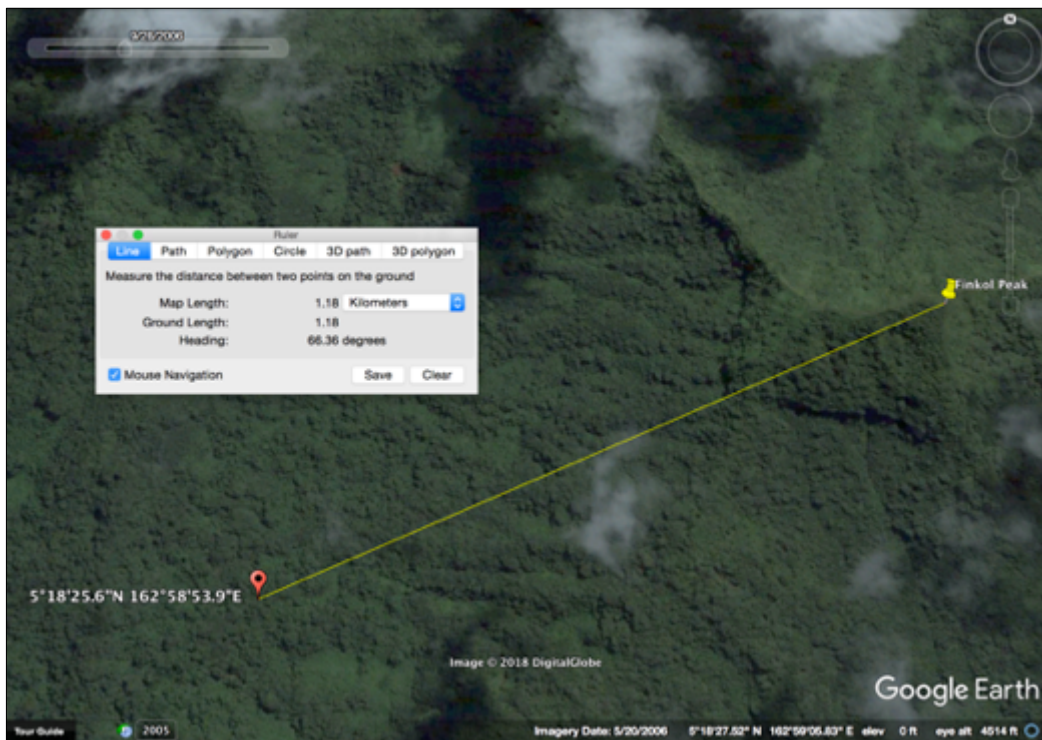 9/28/2006
N
Ruler
Line Path Polygon Circle 3D path 3D polygon
Measure the distance between two points on the ground
Map Length: 1.18 Kilometers
Ground Length: 1.18
Heading: 66.36 degrees
Mouse Navigation Save Clear
Finkol Peak
5°18'25.6"N 162°58'53.9"E
Image © 2018 DigitalGlobe
Google Earth
Tour Guide 2005 Imagery Date: 5/20/2006 5°18'27.52" N 162°59'05.83" E elev 0 ft eye alt 4514 ft